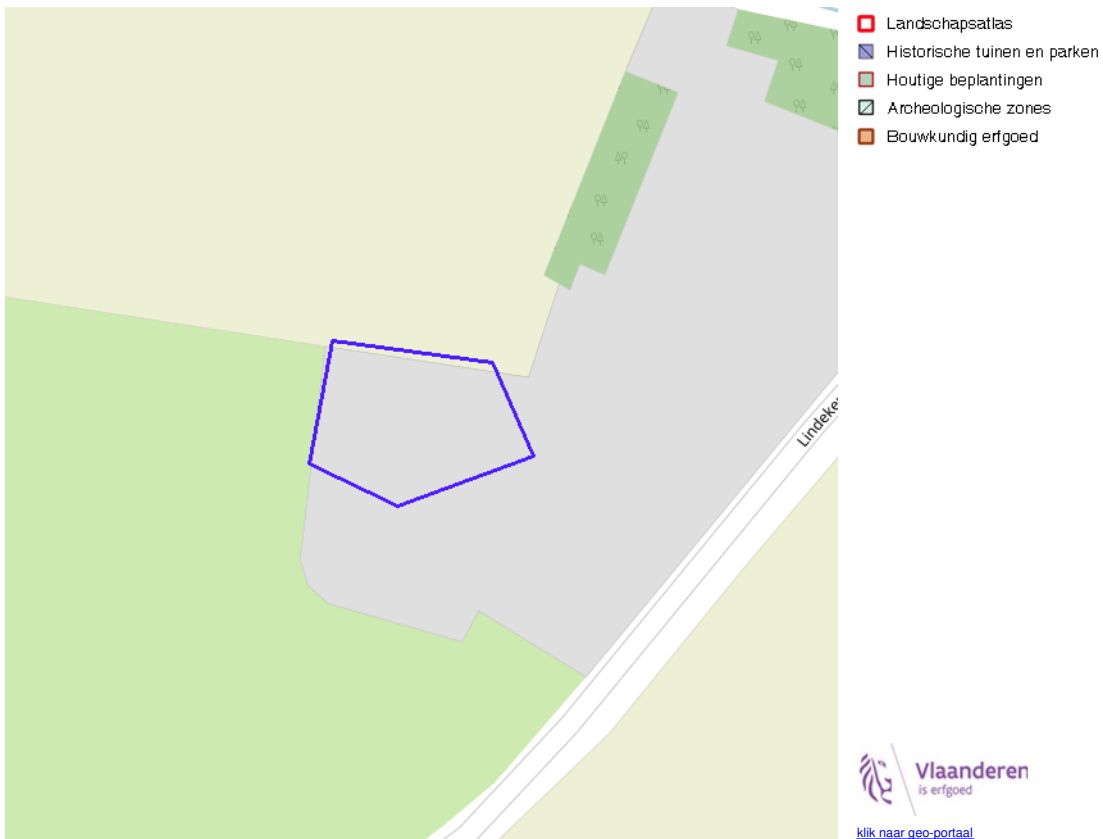 Landschapsatlas
Historische tuinen en parken
Houtige beplantingen
Archeologische zones
Bouwkundig erfgoed
Vlaanderen
is erfgoed
klik naar geo-portaal